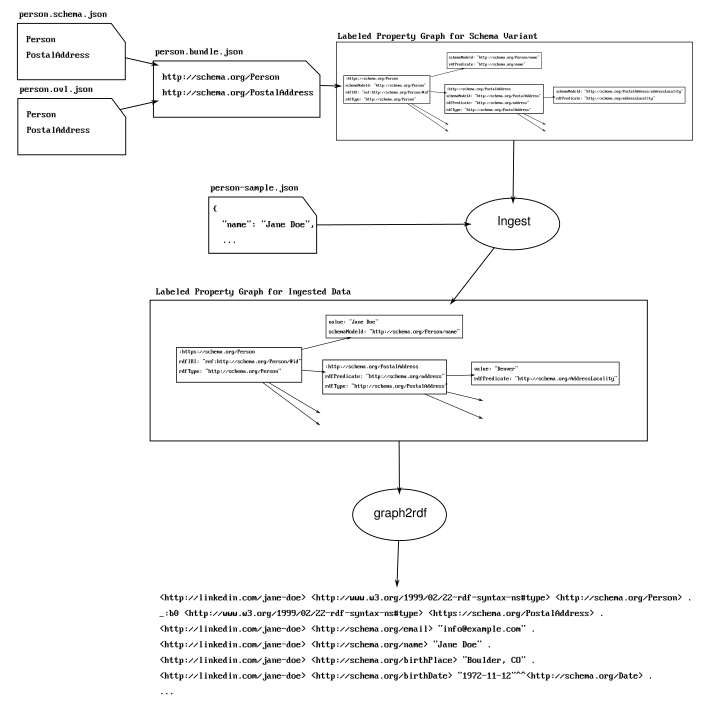 person.schema.json
Person
PostalAddress
person.ovl.json
Person
PostalAddress
person.bundle.json
http://schema.org/Person
http://schema.org/PostalAddress
Labeled Property Graph for Schema Variant
schemaNodeId: "http://schema.org/Person/name"
rdfPredicate: "http://schema.org/name"
:https://schema.org/Person
schemaNodeId: "http://schema.org/Person"
rdfIRI: "ref:http://schema.org/Person/@id"
rdfType: "http://schema.org/Person"
:http://schema.org/PostalAddress
schemaNodeId: "http://schema.org/PostalAddress"
rdfPredicate: "http://schema.org/address"
rdfType: "http://schema.org/PostalAddress"
schemaNodeId: "http://schema.org/PostalAddress/addressLocality"
rdfPredicate: "http://schema.org/addressLocality"
person-sample.json
{
"name": "Jane Doe",
...
Ingest
Labeled Property Graph for Ingested Data
value: "Jane Doe"
schemaNodeId: "http://schema.org/Person/name"
:https://schema.org/Person
rdfIRI: "ref:http://schema.org/Person/@id"
rdfType: "http://schema.org/Person"
:http://schema.org/PostalAddress
rdfPredicate: "http://schema.org/address"
rdfType: "http://schema.org/PostalAddress"
value: "Denver"
rdfPredicate: "http://schema.org/AddressLocality"
graph2rdf
<http://linkedin.com/jane-doe> <http://www.w3.org/1999/02/22-rdf-syntax-ns#type> <http://schema.org/Person> .
_:b0 <http://www.w3.org/1999/02/22-rdf-syntax-ns#type> <https://schema.org/PostalAddress> .
<http://linkedin.com/jane-doe> <http://schema.org/email> "info@example.com" .
<http://linkedin.com/jane-doe> <http://schema.org/name> "Jane Doe" .
<http://linkedin.com/jane-doe> <http://schema.org/birthPlace> "Boulder, CO" .
<http://linkedin.com/jane-doe> <http://schema.org/birthDate> "1972-11-12"^^<http://schema.org/Date> .
...